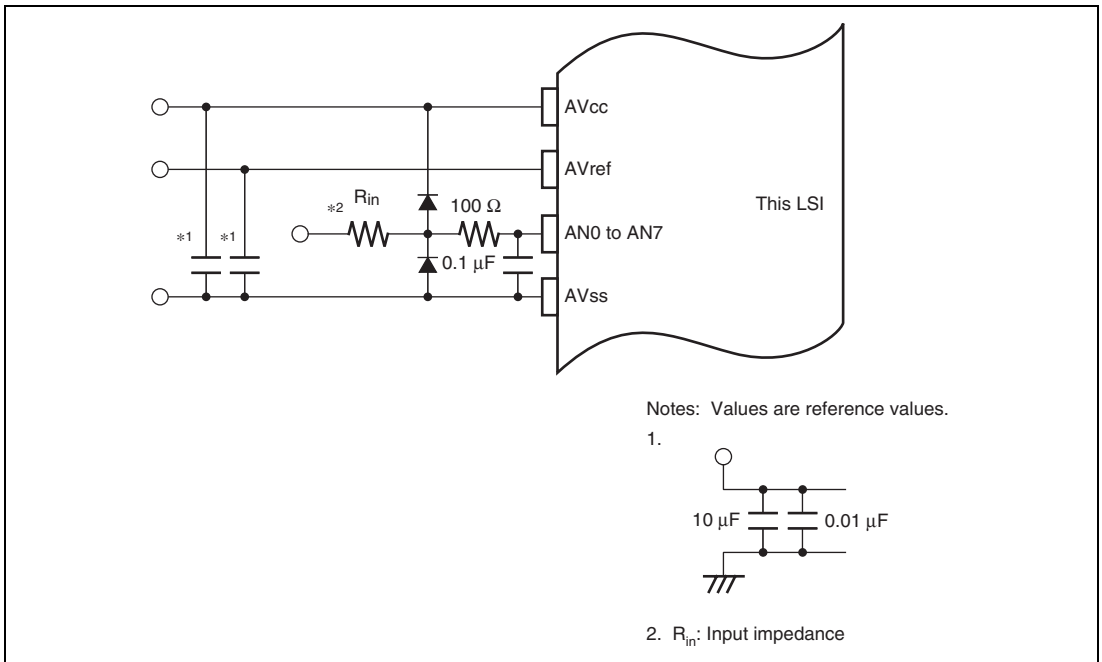 AVcc
AVref
*2 Rin
100 Ω
This LSI
*1 *1
AN0 to AN7
0.1 μF
AVss
Notes: Values are reference values.
1.
10 μF 0.01 μF
2. Rin: Input impedance